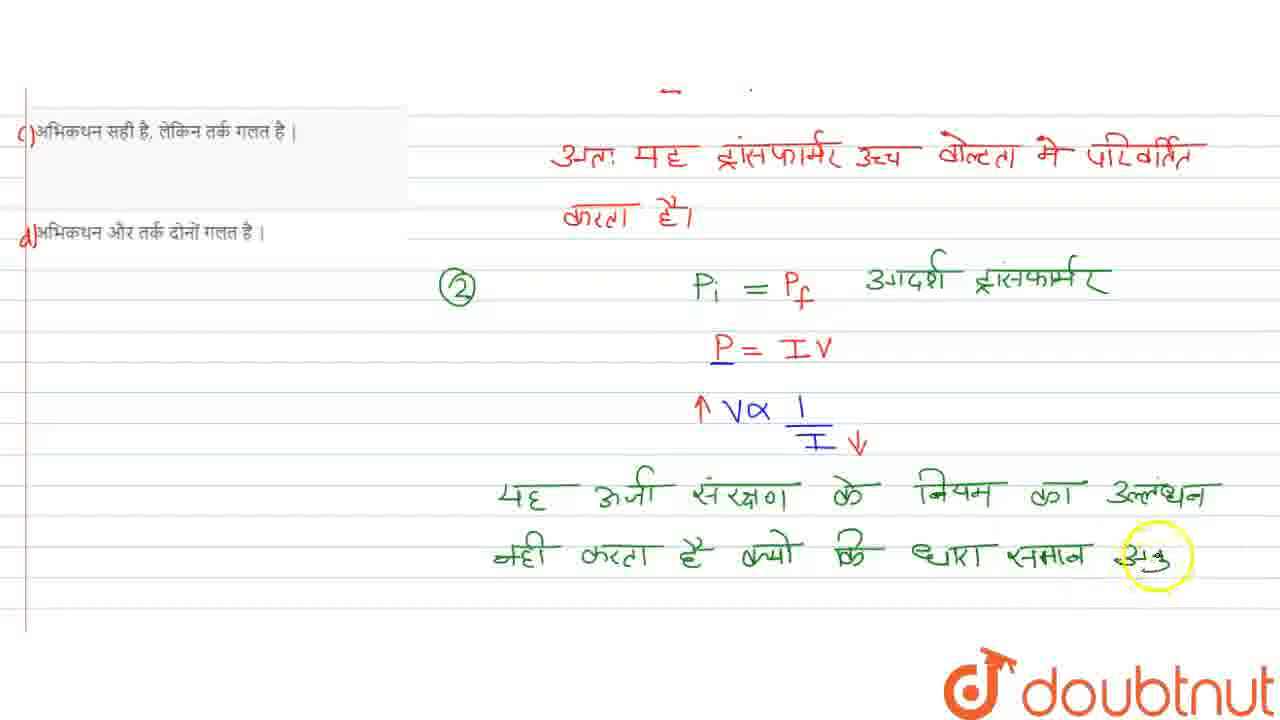 c) अभिकथन सही है, लेकिन तर्क गलत है |
d) अभिकथन और तर्क दोनों गलत है |
अतः यह ट्रांसफार्मर उच्च वोल्टता मे परिवर्तित
करता है।
② Pi = Pf आदर्श ट्रांसफार्मर
P = IV
↑ V∝ 1/I ↓
यह ऊर्जा संरक्षण के नियम का उल्लंघन
नही करता है क्यो कि धारा समान अनु
doubtnut